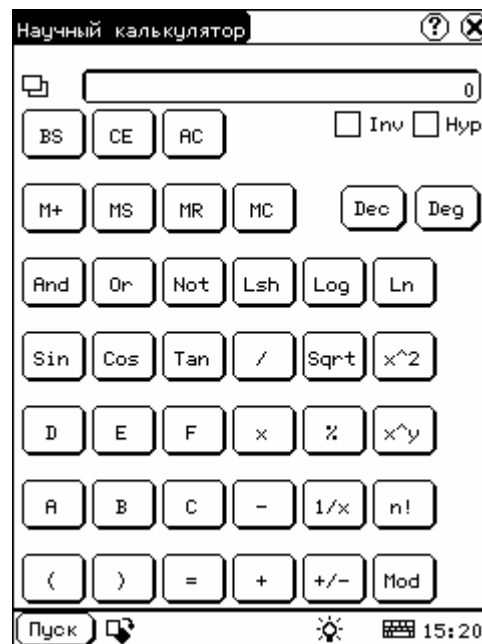 Научный калькулятор ?
0
BS CE AC Inv Hyp
M+ MS MR MC Dec Deg
And Or Not Lsh Log Ln
Sin Cos Tan / Sqrt x^2
D E F x % x^y
A B C - 1/x n!
( ) = + +/- Mod
Пуск 15:20